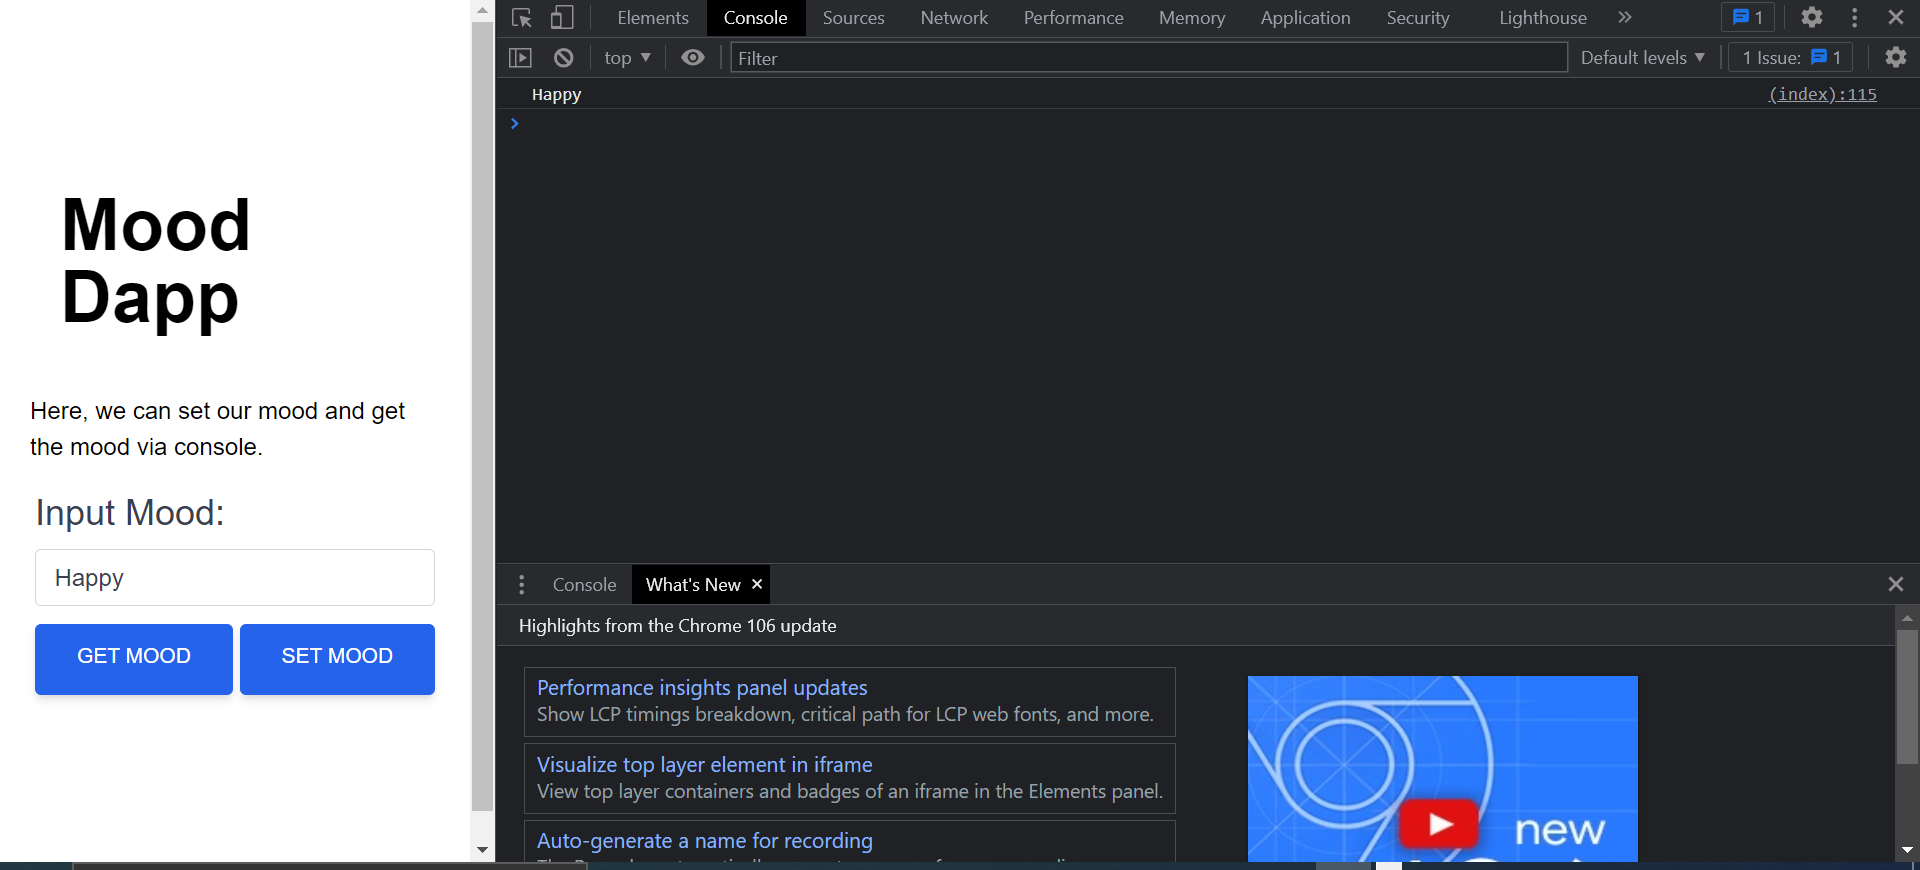 Mood
Dapp
Here, we can set our mood and get
the mood via console.
Input Mood:
Happy
GET MOOD SET MOOD
Elements Console Sources Network Performance Memory Application Security Lighthouse 1
top Filter Default levels 1 Issue: 1
Happy (index):115
Console What's New
Highlights from the Chrome 106 update
Performance insights panel updates
Show LCP timings breakdown, critical path for LCP web fonts, and more.
Visualize top layer element in iframe
View top layer containers and badges of an iframe in the Elements panel.
Auto-generate a name for recording
new